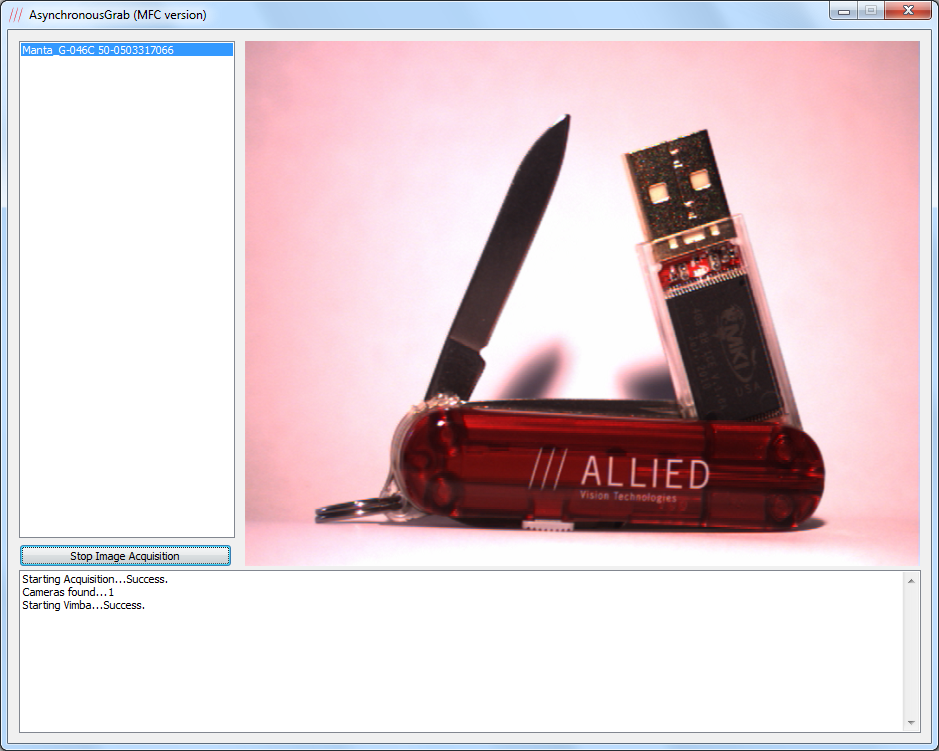 AsynchronousGrab (MFC version)
Manta_G-046C 50-0503317066
ALLIED
Vision Technologies
Stop Image Acquisition
Starting Acquisition...Success.
Cameras found...1
Starting Vimba...Success.